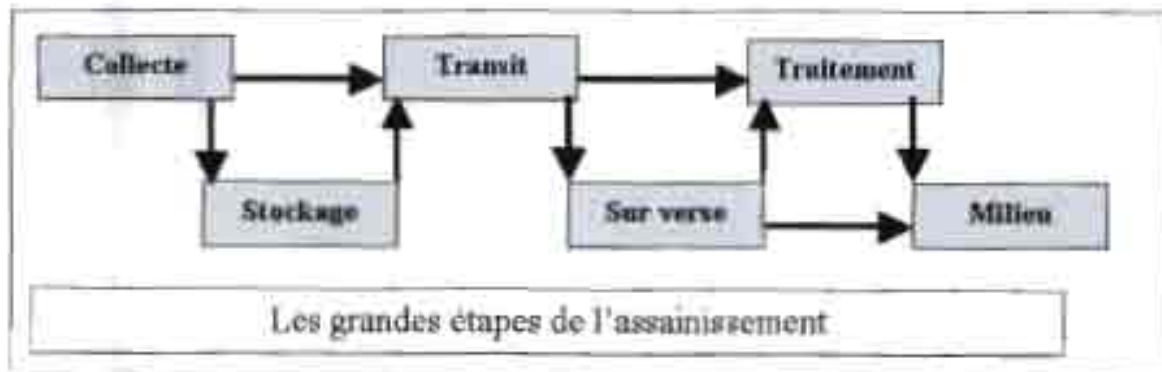 Collecte
Transit
Traitement
Stockage
Sur verse
Milieu
Les grandes étapes de l'assainissement